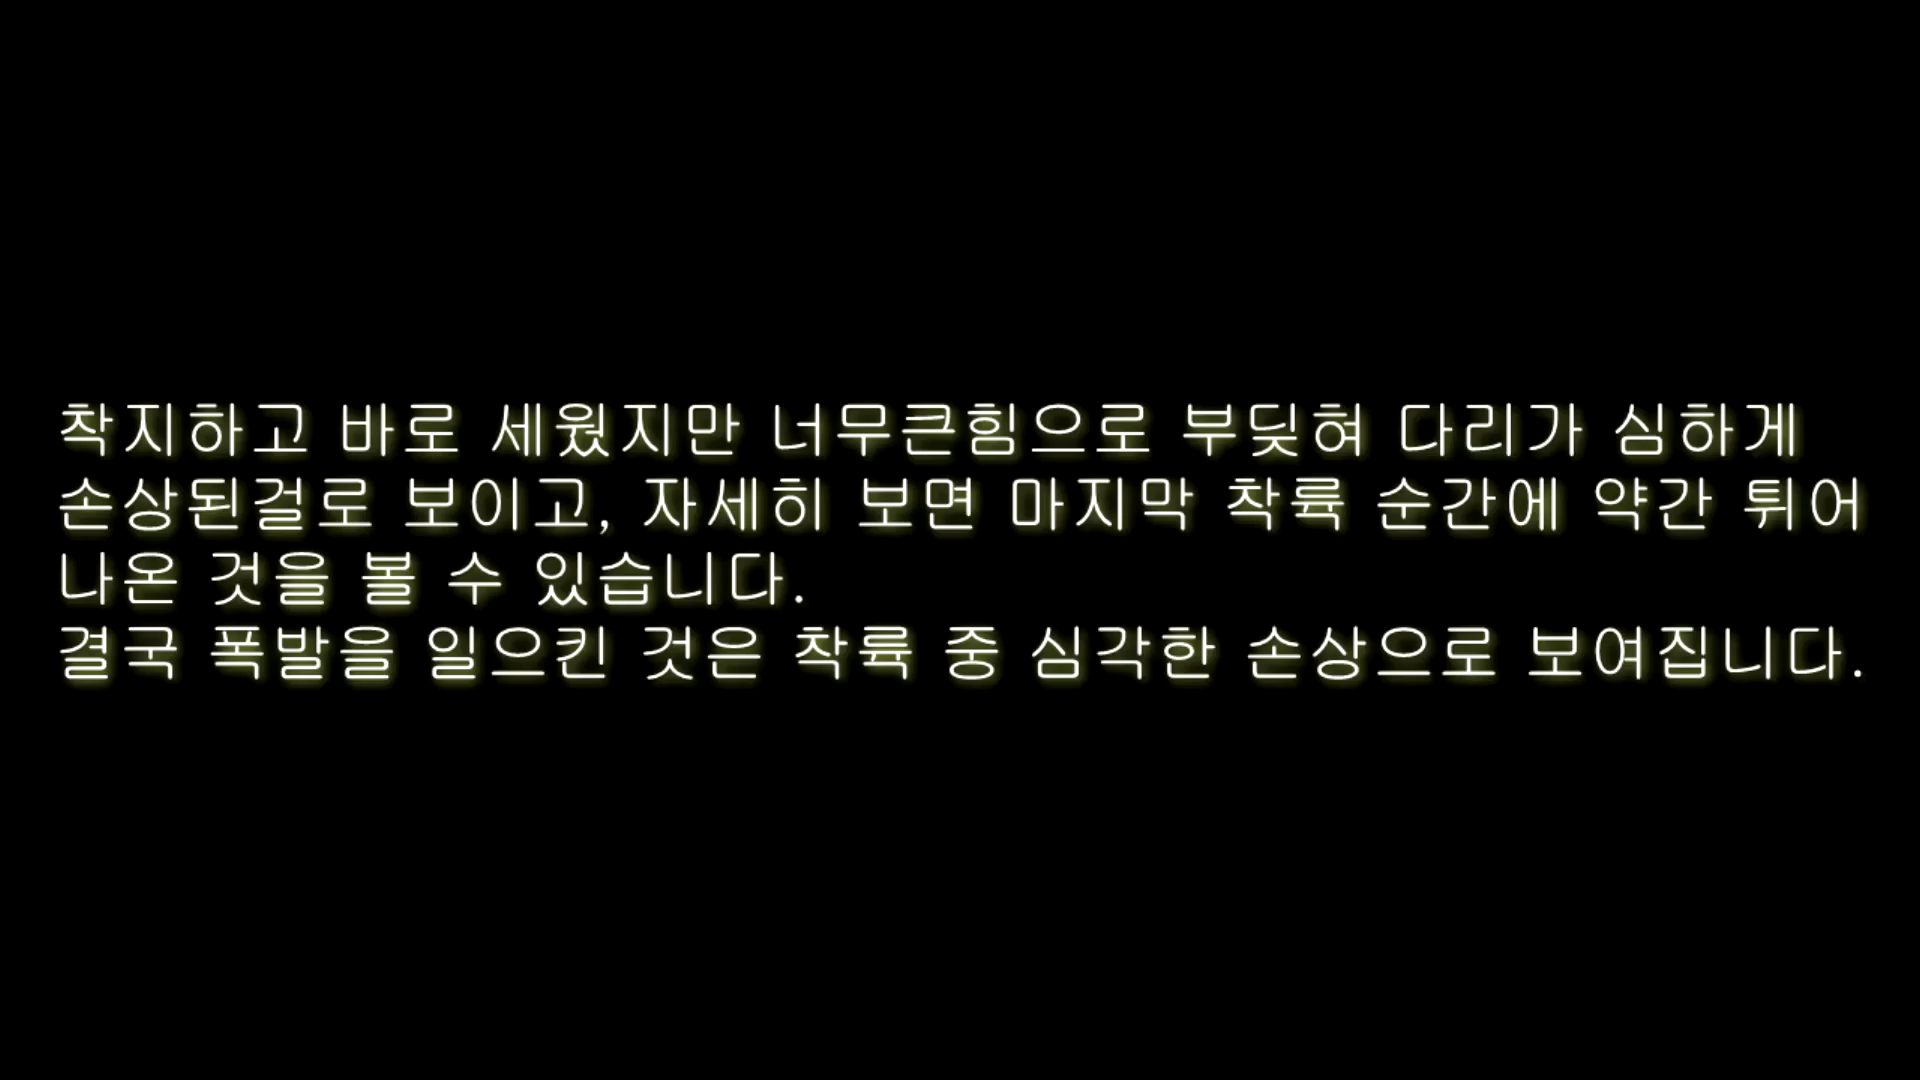 착지하고 바로 세웠지만 너무큰힘으로 부딪혀 다리가 심하게
손상된걸로 보이고, 자세히 보면 마지막 착륙 순간에 약간 튀어
나온 것을 볼 수 있습니다.
결국 폭발을 일으킨 것은 착륙 중 심각한 손상으로 보여집니다.